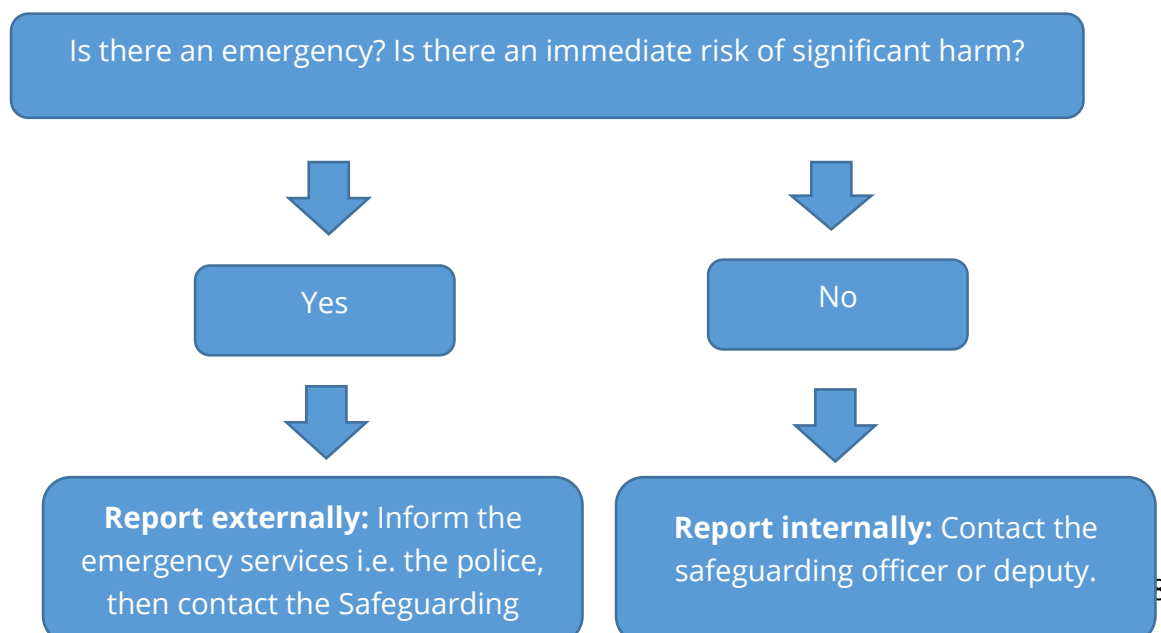 Is there an emergency? Is there an immediate risk of significant harm?
Yes
No
Report externally: Inform the
emergency services i.e. the police,
then contact the Safeguarding
Report internally: Contact the
safeguarding officer or deputy.